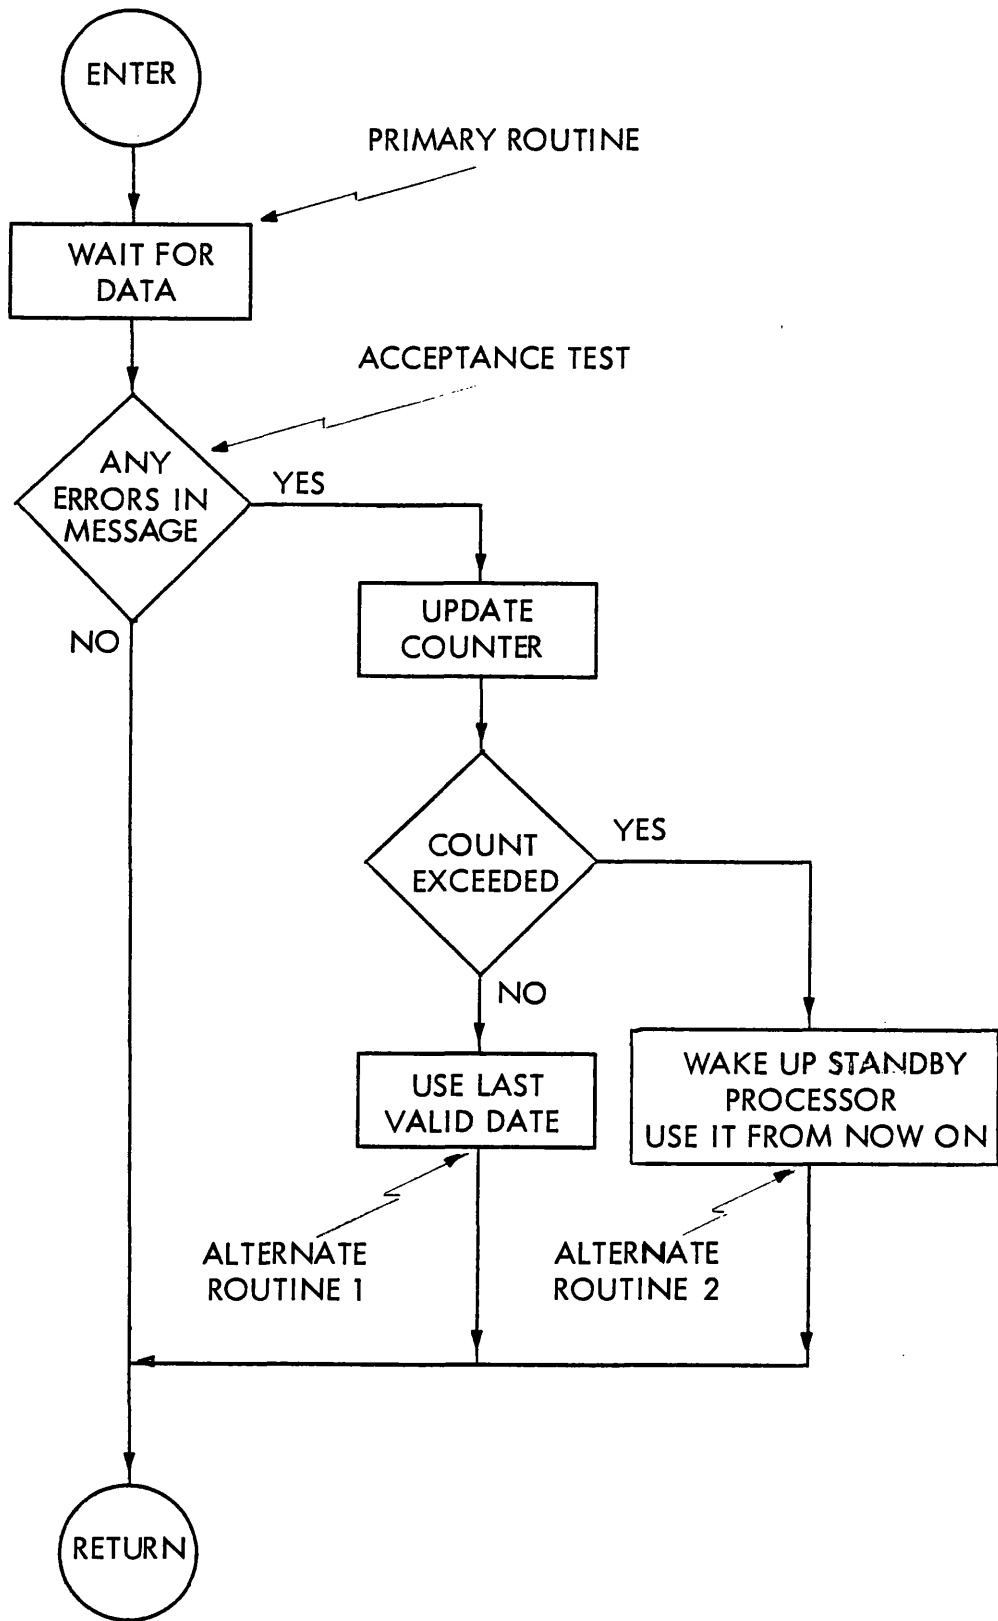 ENTER
PRIMARY ROUTINE
WAIT FOR
DATA
ACCEPTANCE TEST
ANY
ERRORS IN
MESSAGE
YES
NO
UPDATE
COUNTER
COUNT
EXCEEDED
YES
NO
USE LAST
VALID DATE
WAKE UP STANDBY
PROCESSOR
USE IT FROM NOW ON
ALTERNATE
ROUTINE 1
ALTERNATE
ROUTINE 2
RETURN